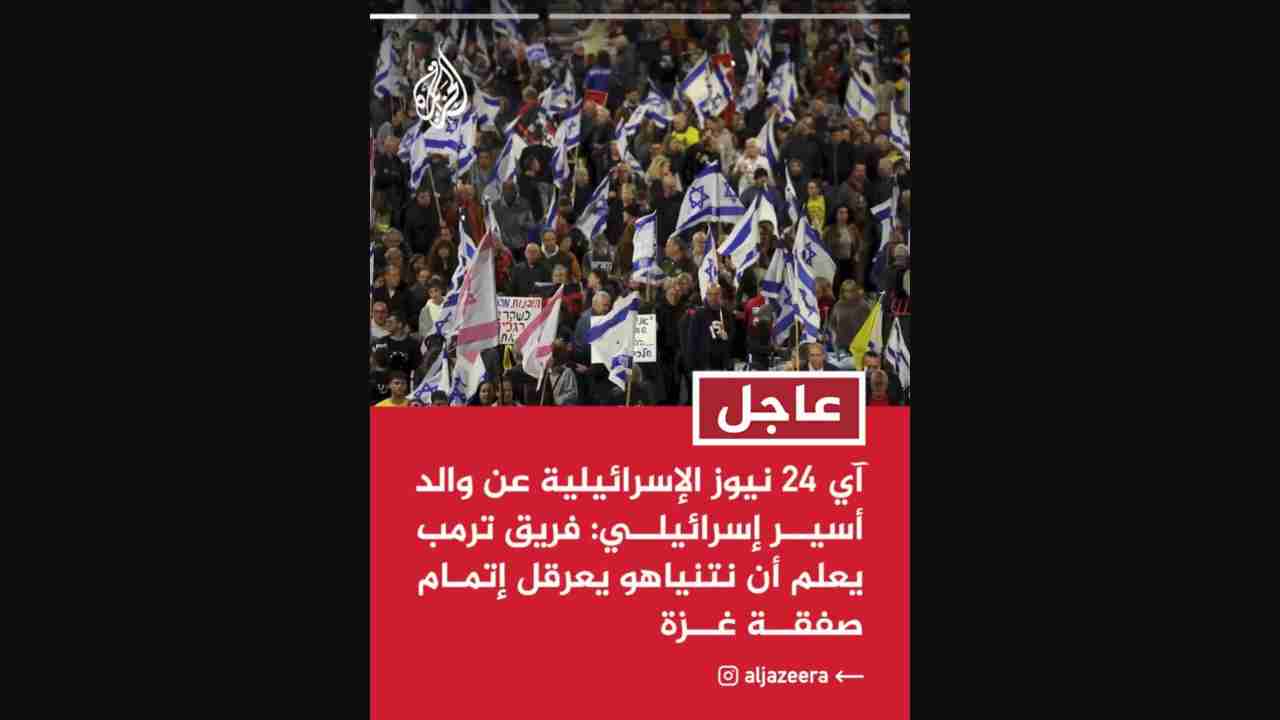 الجزيرة
عاجل
آي 24 نيوز الإسرائيلية عن والد
أسير إسرائيلي: فريق ترمب
يعلم أن نتنياهو يعرقل إتمام
صفقة غزة
aljazeera